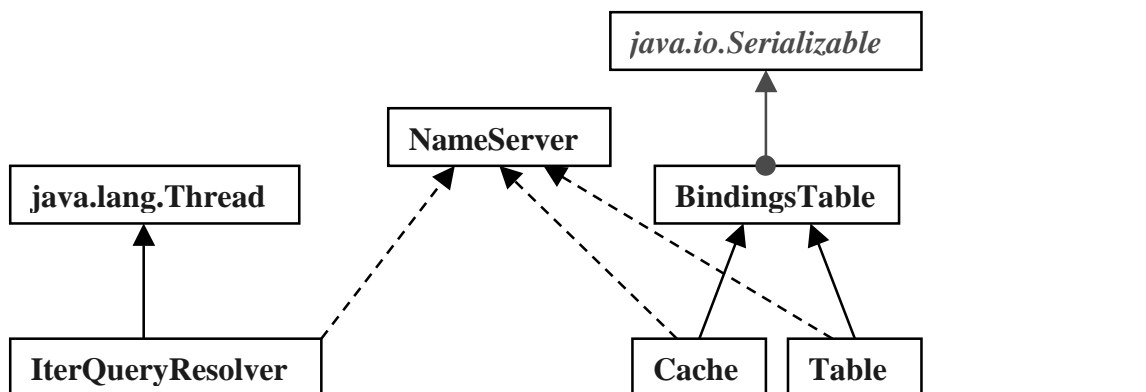 java.io.Serializable
NameServer
java.lang.Thread
BindingsTable
IterQueryResolver
Cache
Table